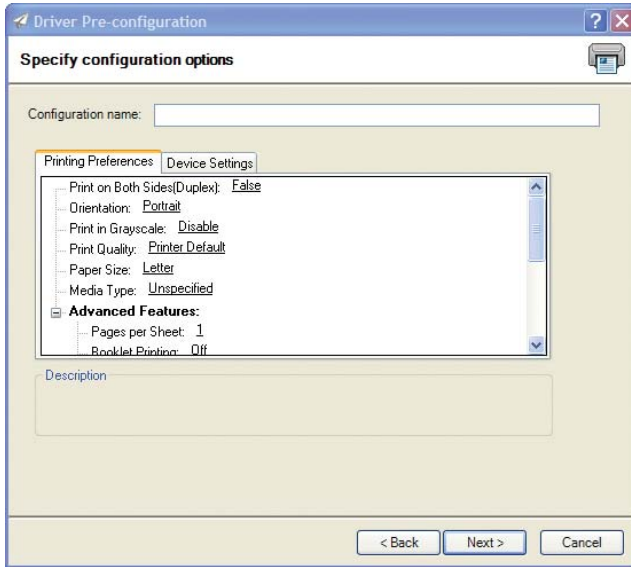 Driver Pre-configuration
Specify configuration options
Configuration name:
Printing Preferences Device Settings
Print on Both Sides(Duplex): False
Orientation: Portrait
Print in Grayscale: Disable
Print Quality: Printer Default
Paper Size: Letter
Media Type: Unspecified
Advanced Features:
Pages per Sheet: 1
Booklet Printing: Off
Description
< Back Next > Cancel